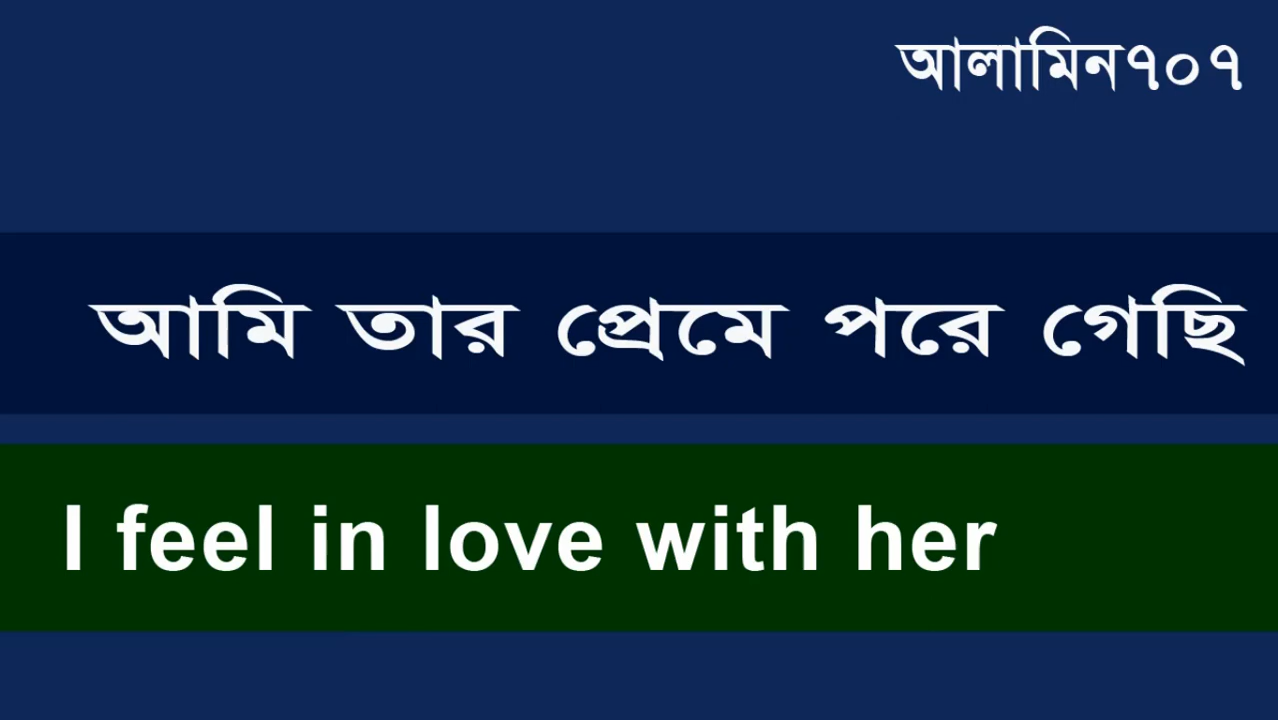 আলামিন৭০৭
আমি তার প্রেমে পরে গেছি
I feel in love with her